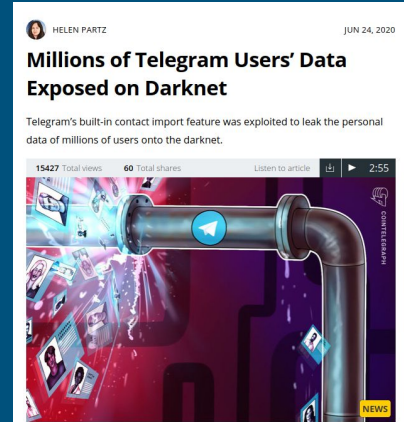 HELEN PARTZ
JUN 24, 2020
Millions of Telegram Users’ Data
Exposed on Darknet
Telegram’s built-in contact import feature was exploited to leak the personal
data of millions of users onto the darknet.
15427 Total views 60 Total shares Listen to article 2:55
COINTELEGRAPH
NEWS